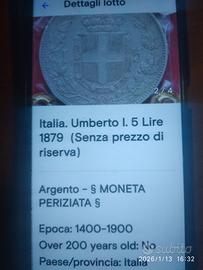 Dettagli lotto
2/4
Italia. Umberto I. 5 Lire
1879 (Senza prezzo di
riserva)
Argento - § MONETA
PERIZIATA §
Epoca: 1400-1900
Over 200 years old: No
Paese/provincia: Italia
subito
2026/1/13 16:32